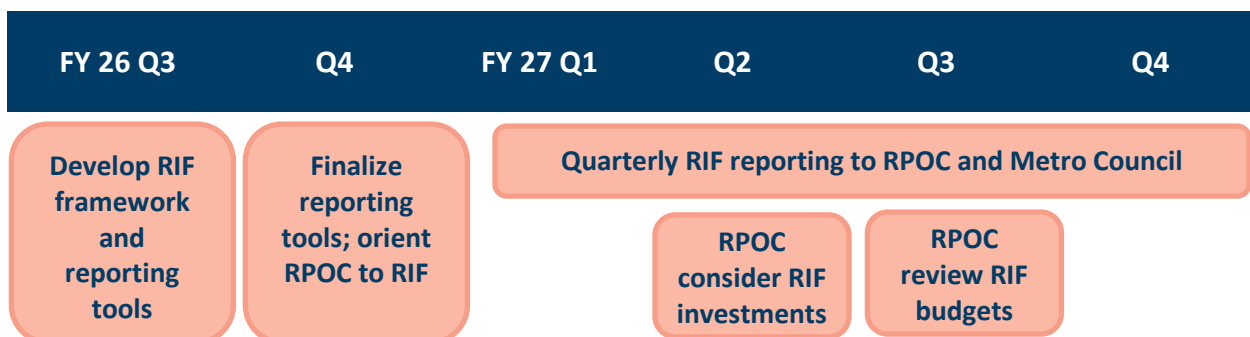 FY 26 Q3 Q4 FY 27 Q1 Q2 Q3 Q4
Develop RIF
framework
and
reporting
tools
Finalize
reporting
tools; orient
RPOC to RIF
Quarterly RIF reporting to RPOC and Metro Council
RPOC
consider RIF
investments
RPOC
review RIF
budgets